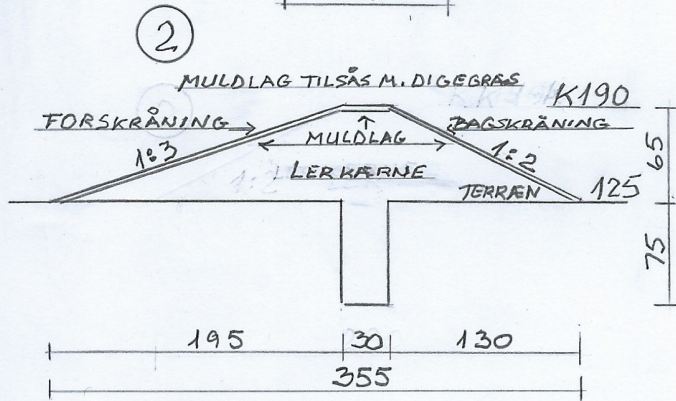 2
MULDLAG TILSÅS M. DIGEGRÆS
K190
FORSKRÅNING
MULDLAG
BAGSKRÅNING
1:3
1:2
LERKÆRNE
TERRÆN
125
65
75
195
30
130
355